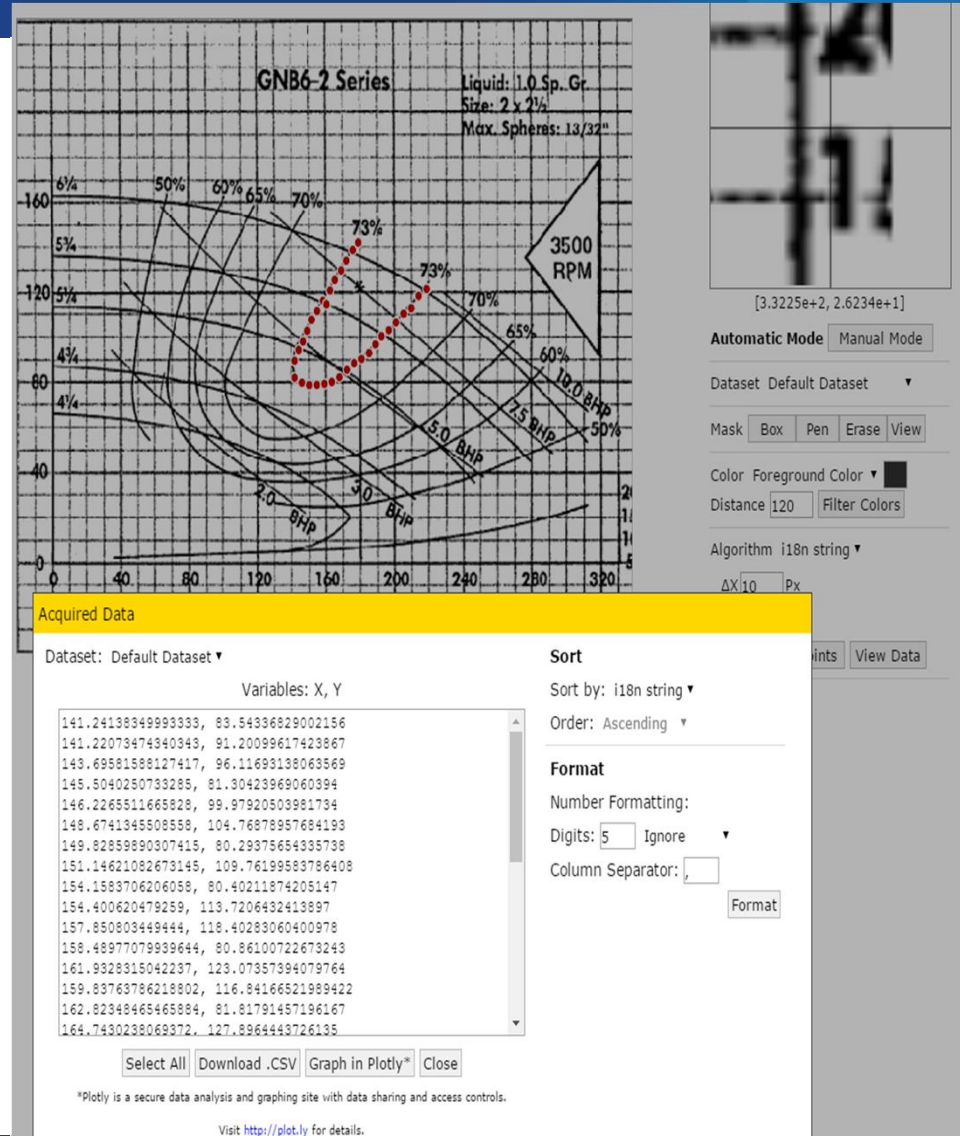 GNB6-2 Series
Liquid: 1.0 Sp. Gr.
Size: 2 x 2½
Max. Spheres: 13/32"
160
6¼
50%
60%
65%
70%
73%
5¾
3500
RPM
120
5¼
73%
70%
65%
4¾
60%
80
10.0 BHP
4¼
7.5 BHP
50%
5.0 BHP
40
2.0 BHP
3.0 BHP
0
0 40 80 120 160 200 240 280 320
[3.3225e+2, 2.6234e+1]
Automatic Mode Manual Mode
Dataset Default Dataset
Mask Box Pen Erase View
Color Foreground Color
Distance 120 Filter Colors
Algorithm i18n string
ΔX 10 Px
View Data
Acquired Data
Dataset: Default Dataset
Variables: X, Y
141.24138349993333, 83.54336829002156
141.22073474340343, 91.20099617423867
143.69581588127417, 96.11693138063569
145.5040250733285, 81.30423969060394
146.2265511665828, 99.97920503981734
148.6741345508558, 104.76878957684193
149.82859890307415, 80.29375654335738
151.14621082673145, 109.76199583786408
154.1583706206058, 80.40211874205147
154.400620479259, 113.7206432413897
157.850803449444, 118.40283060400978
158.48977079939644, 80.86100722673243
161.9328315042237, 123.07357394079764
159.83763786218802, 116.84166521989422
162.82348465465884, 81.81791457196167
164.7430238069372, 127.8964443726135
Select All Download .CSV Graph in Plotly* Close
*Plotly is a secure data analysis and graphing site with data sharing and access controls.
Visit http://plot.ly for details.
Sort
Sort by: i18n string
Order: Ascending
Format
Number Formatting:
Digits: 5 Ignore
Column Separator: ,
Format